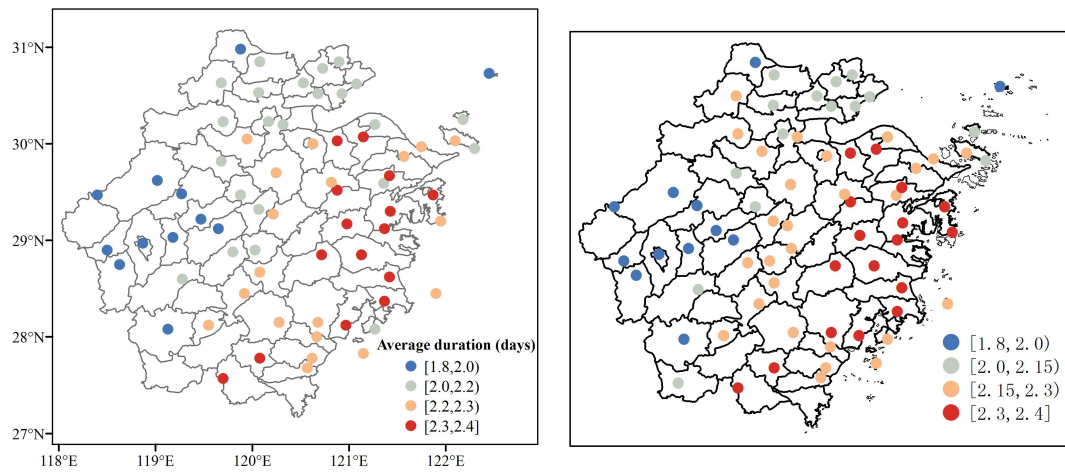 31°N
30°N
29°N
28°N
27°N
118°E
119°E
120°E
121°E
122°E
Average duration (days)
[1.8,2.0)
[2.0,2.2)
[2.2,2.3)
[2.3,2.4]
[1.8, 2.0)
[2.0, 2.15)
[2.15, 2.3)
[2.3, 2.4]